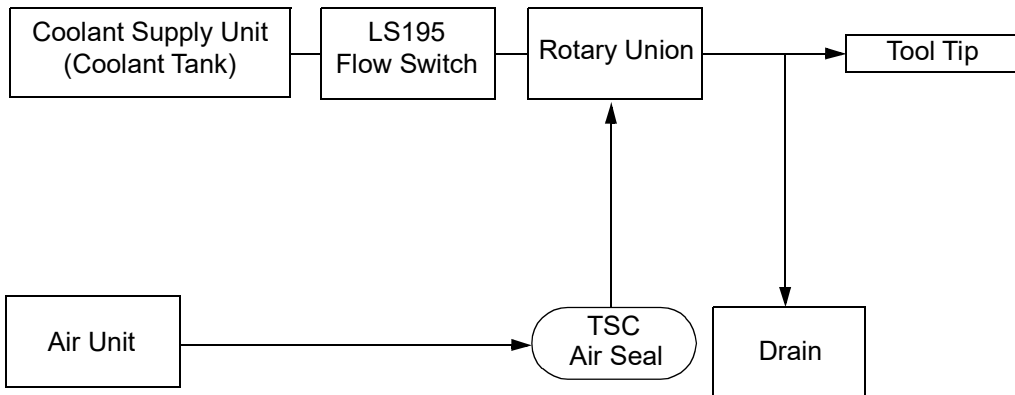 Coolant Supply Unit
(Coolant Tank)
LS195
Flow Switch
Rotary Union
Tool Tip
Air Unit
TSC
Air Seal
Drain